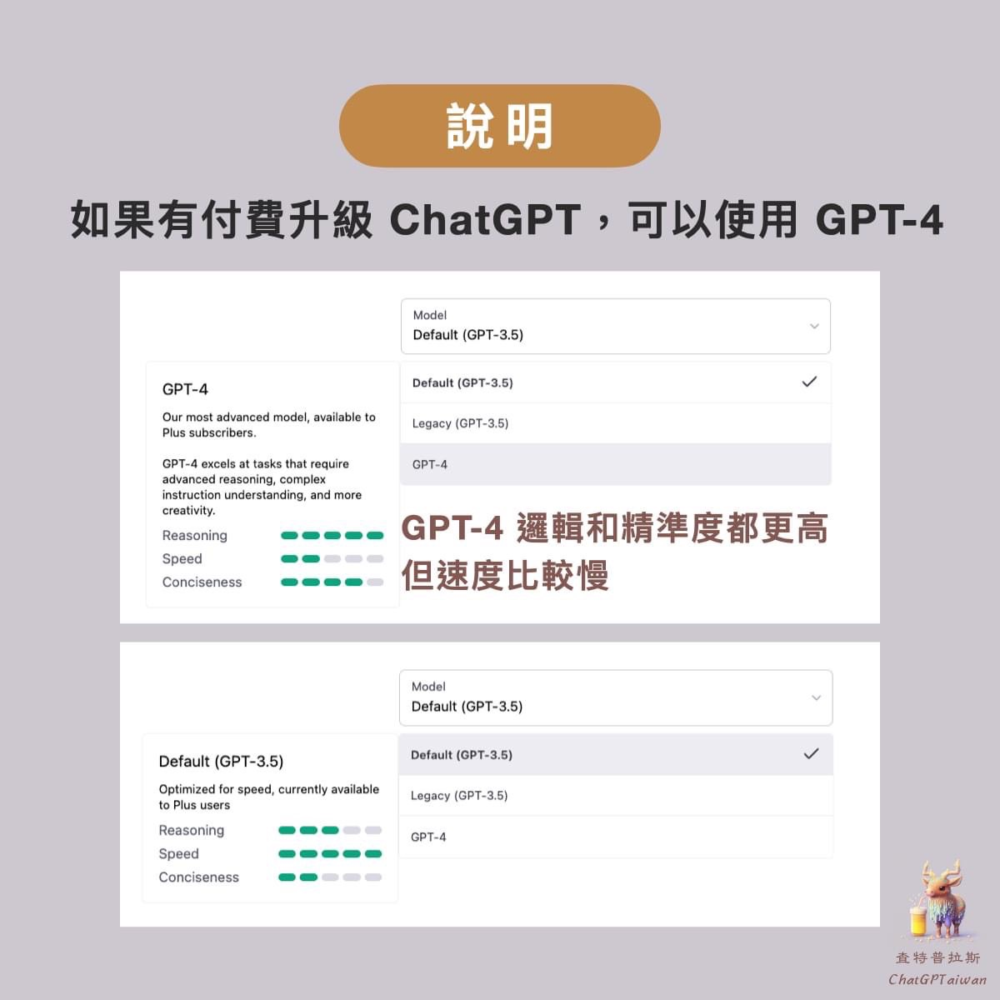 說明
如果有付費升級 ChatGPT，可以使用 GPT-4
Model
Default (GPT-3.5)
Default (GPT-3.5)
Legacy (GPT-3.5)
GPT-4
GPT-4
Our most advanced model, available to
Plus subscribers.
GPT-4 excels at tasks that require
advanced reasoning, complex
instruction understanding, and more
creativity.
Reasoning
Speed
Conciseness
GPT-4 邏輯和精準度都更高
但速度比較慢
Model
Default (GPT-3.5)
Default (GPT-3.5)
Legacy (GPT-3.5)
GPT-4
Default (GPT-3.5)
Optimized for speed, currently available
to Plus users
Reasoning
Speed
Conciseness
查特普拉斯
ChatGPTaiwan